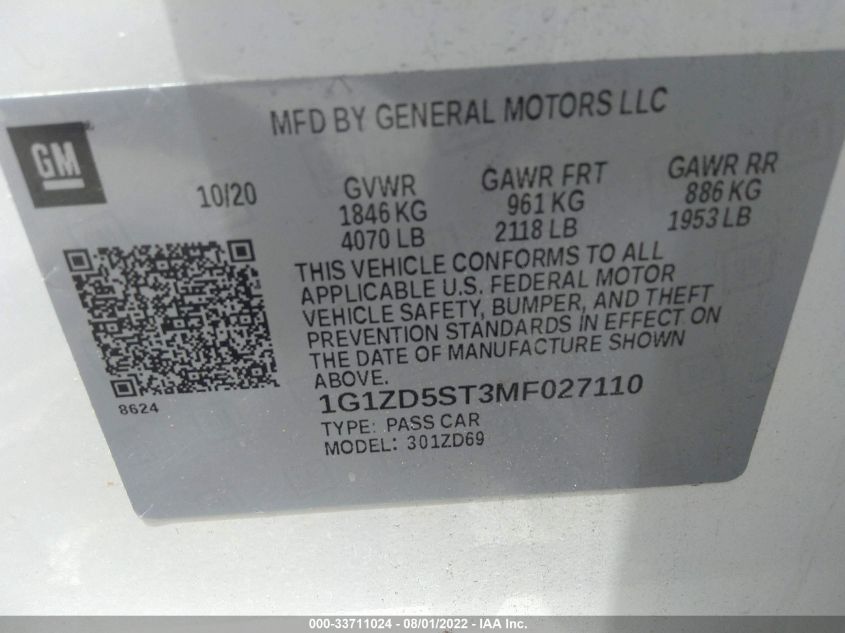 MFD BY GENERAL MOTORS LLC
GM
10/20
GVWR
1846 KG
4070 LB
GAWR FRT
961 KG
2118 LB
GAWR RR
886 KG
1953 LB
THIS VEHICLE CONFORMS TO ALL
APPLICABLE U.S. FEDERAL MOTOR
VEHICLE SAFETY, BUMPER, AND THEFT
PREVENTION STANDARDS IN EFFECT ON
THE DATE OF MANUFACTURE SHOWN
ABOVE.
8624
1G1ZD5ST3MF027110
TYPE: PASS CAR
MODEL: 301ZD69
000-33711024 - 08/01/2022 - IAA Inc.